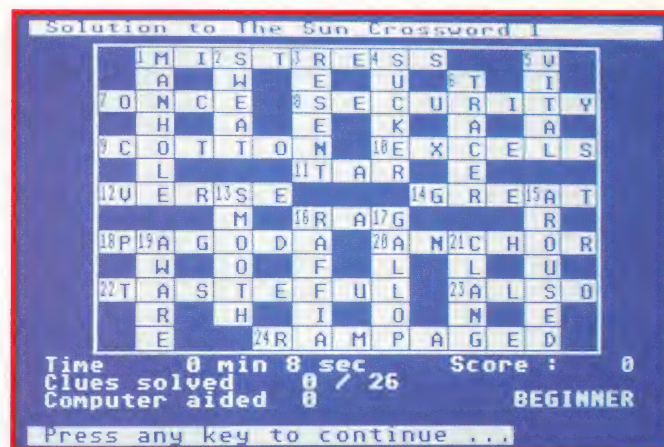 Solution to The Sun Crossword 1
1M I 2S T 3R E 4S S 5V
A W E U 6T I
7O N C E 8S E C U R I T Y
H A E K A A
9C O T T O N 10E X C E L S
L 11T A R E
12V E R 13S E 14G R E 15A T
M 16R A 17G R
18P 19A G O D A 20A N 21C H O R
W O F L L U
22T A S T E F U L 23A L S O
R H I O N E
E 24R A M P A G E D
Time 0 min 8 sec Score : 0
Clues solved 0 / 26
Computer aided 0 BEGINNER
Press any key to continue ...